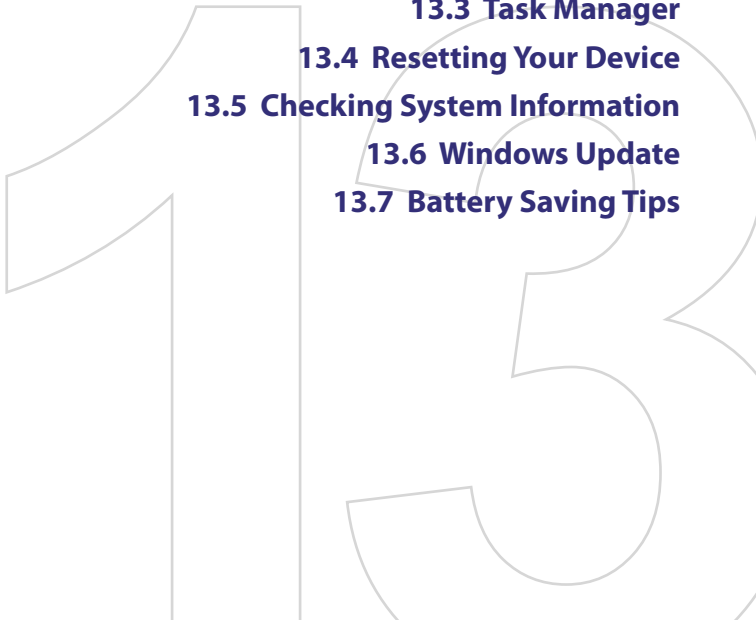 13.3 Task Manager
13.4 Resetting Your Device
13.5 Checking System Information
13.6 Windows Update
13.7 Battery Saving Tips
13